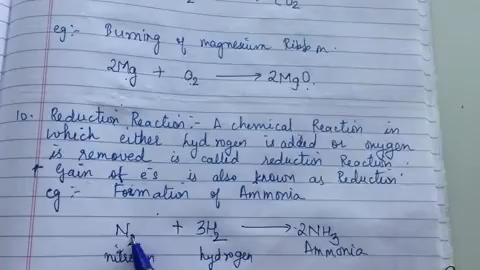 CO₂
eg:- Burning of magnesium Ribbon.
2Mg + O₂ ⟶ 2MgO.
10. Reduction Reaction:- A chemical Reaction in
which either hydrogen is added or oxygen
is removed is called reduction Reaction.
Gain of e⁻s is also known as Reduction.
eg:- Formation of Ammonia
N₂ + 3H₂ ⟶ 2NH₃
hydrogen Ammonia